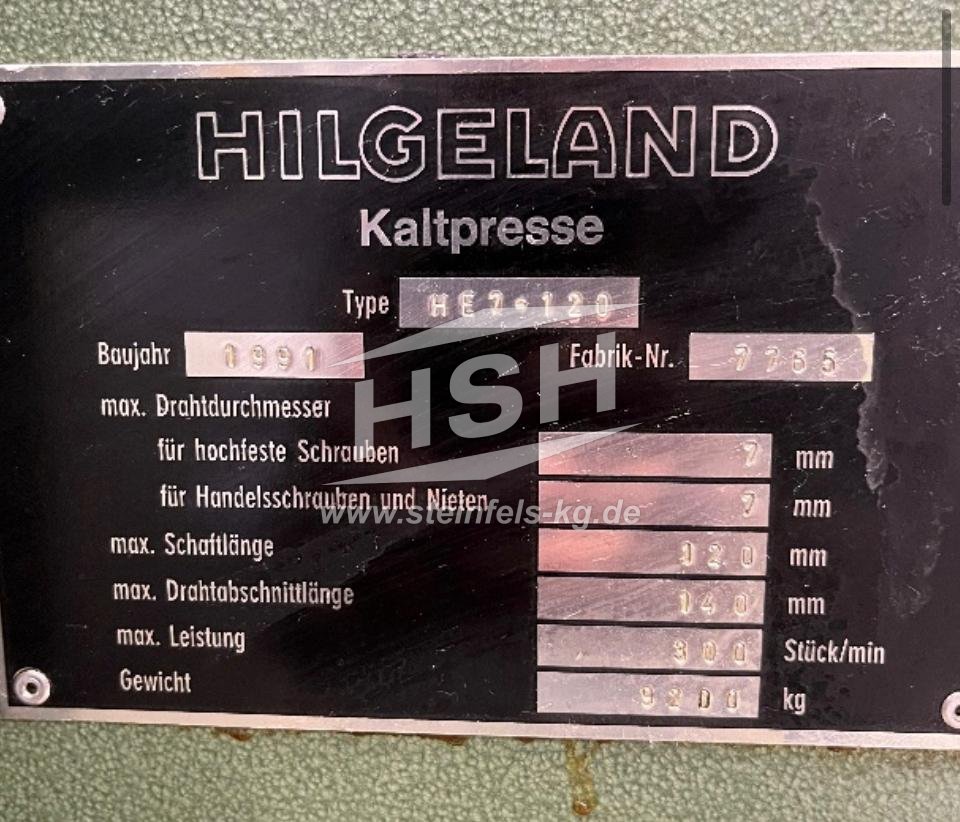 HILGELAND
Kaltpresse
Type HE7-120
Baujahr 1991 Fabrik-Nr. 7765
HSH
max. Drahtdurchmesser
für hochfeste Schrauben 7 mm
für Handelsschrauben und Nieten 7 mm
www.steinfels-kg.de
max. Schaftlänge 120 mm
max. Drahtabschnittlänge 140 mm
max. Leistung 300 Stück/min
Gewicht 9200 kg